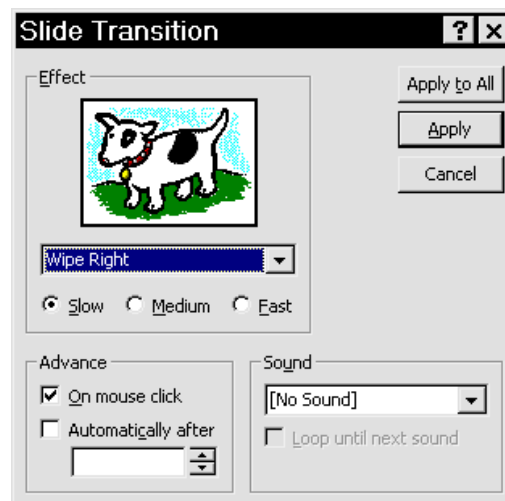 Slide Transition
Effect
Apply to All
Apply
Cancel
Wipe Right
Slow Medium Fast
Advance
On mouse click
Automatically after
Sound
[No Sound]
Loop until next sound